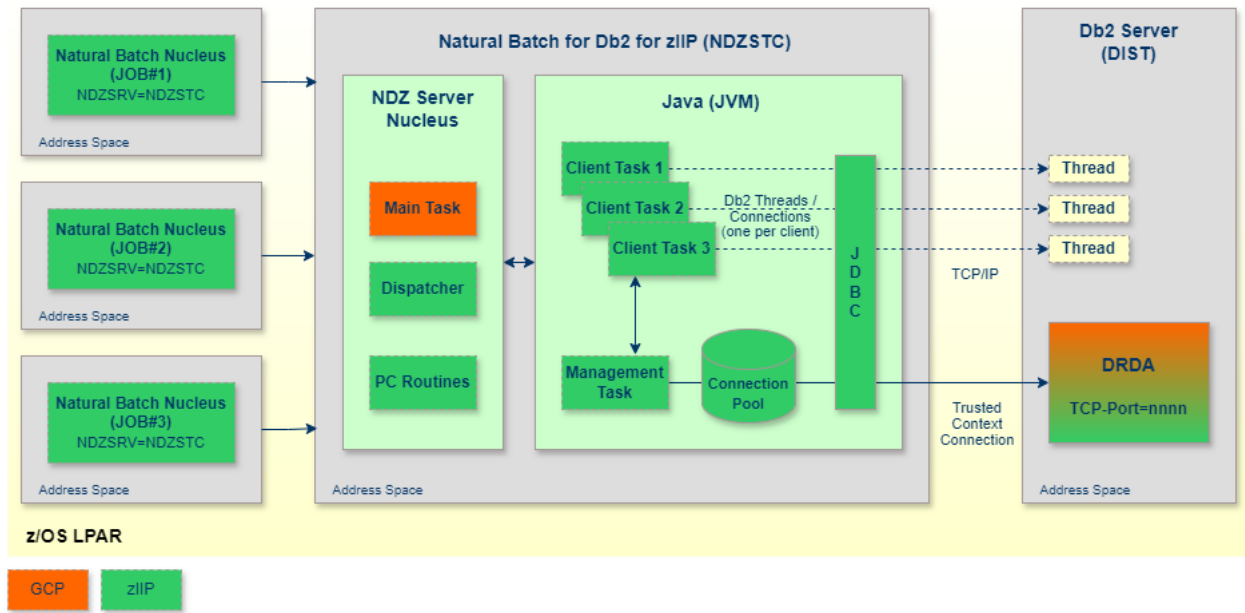 Natural Batch Nucleus
(JOB#1)
NDZSRV=NDZSTC
Address Space
Natural Batch Nucleus
(JOB#2)
NDZSRV=NDZSTC
Address Space
Natural Batch Nucleus
(JOB#3)
NDZSRV=NDZSTC
Address Space
Natural Batch for Db2 for zIIP (NDZSTC)
NDZ Server
Nucleus
Main Task
Dispatcher
PC Routines
Java (JVM)
Client Task 1
Client Task 2
Client Task 3
Db2 Threads /
Connections
(one per client)
Management
Task
Connection
Pool
J
D
B
C
Address Space
TCP/IP
Trusted
Context
Connection
Db2 Server
(DIST)
Thread
Thread
Thread
DRDA
TCP-Port=nnnn
Address Space
z/OS LPAR
GCP
zIIP